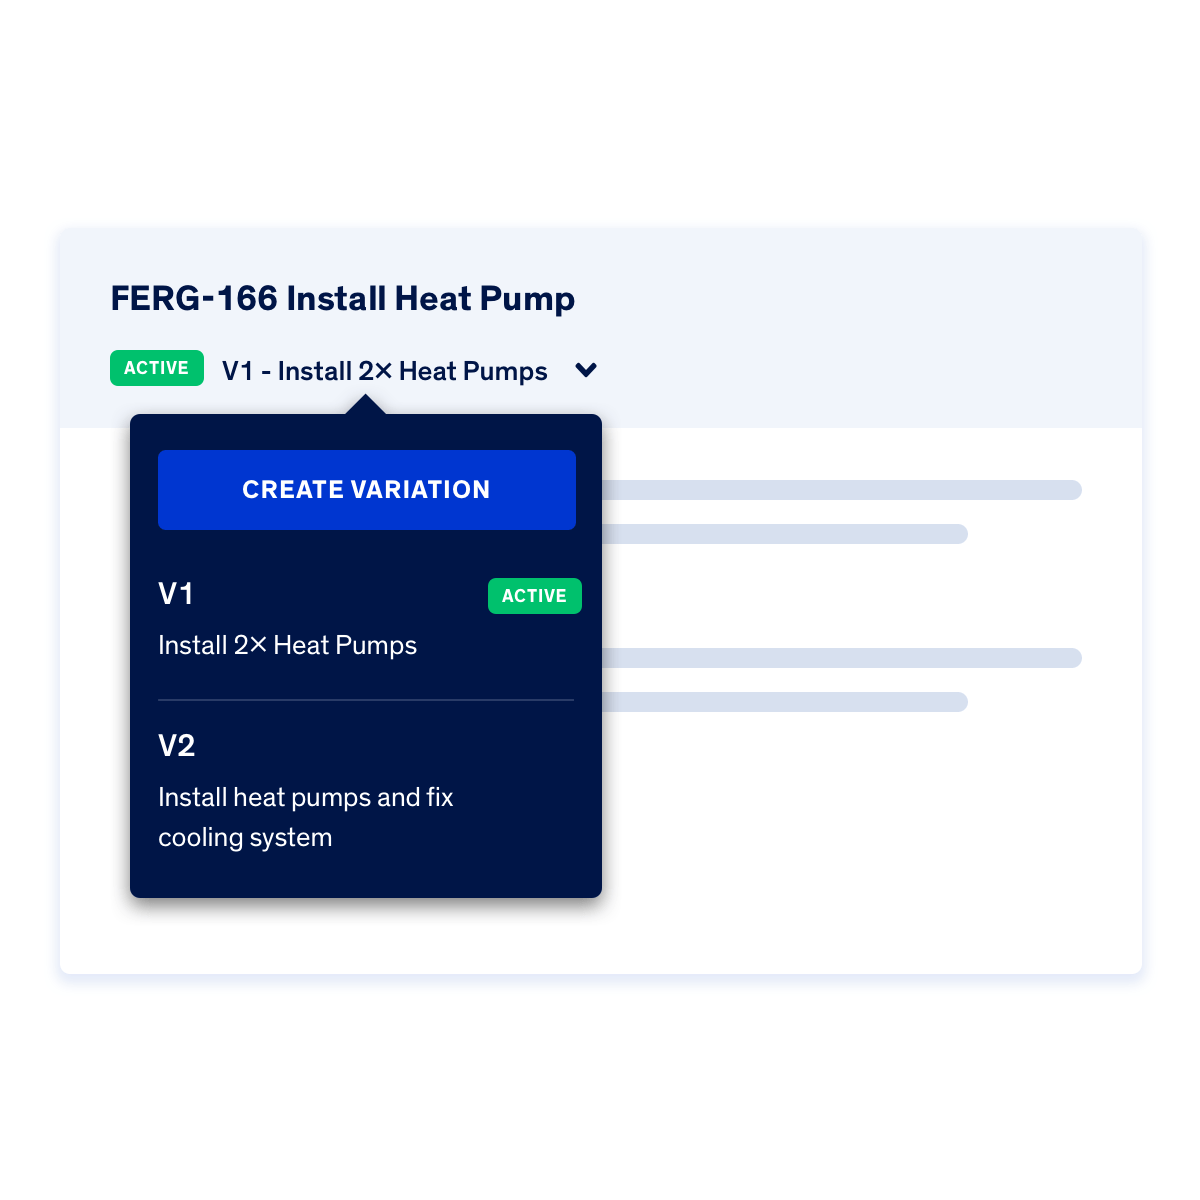 FERG-166 Install Heat Pump
ACTIVE V1 - Install 2× Heat Pumps
CREATE VARIATION
V1 ACTIVE
Install 2× Heat Pumps
V2
Install heat pumps and fix
cooling system